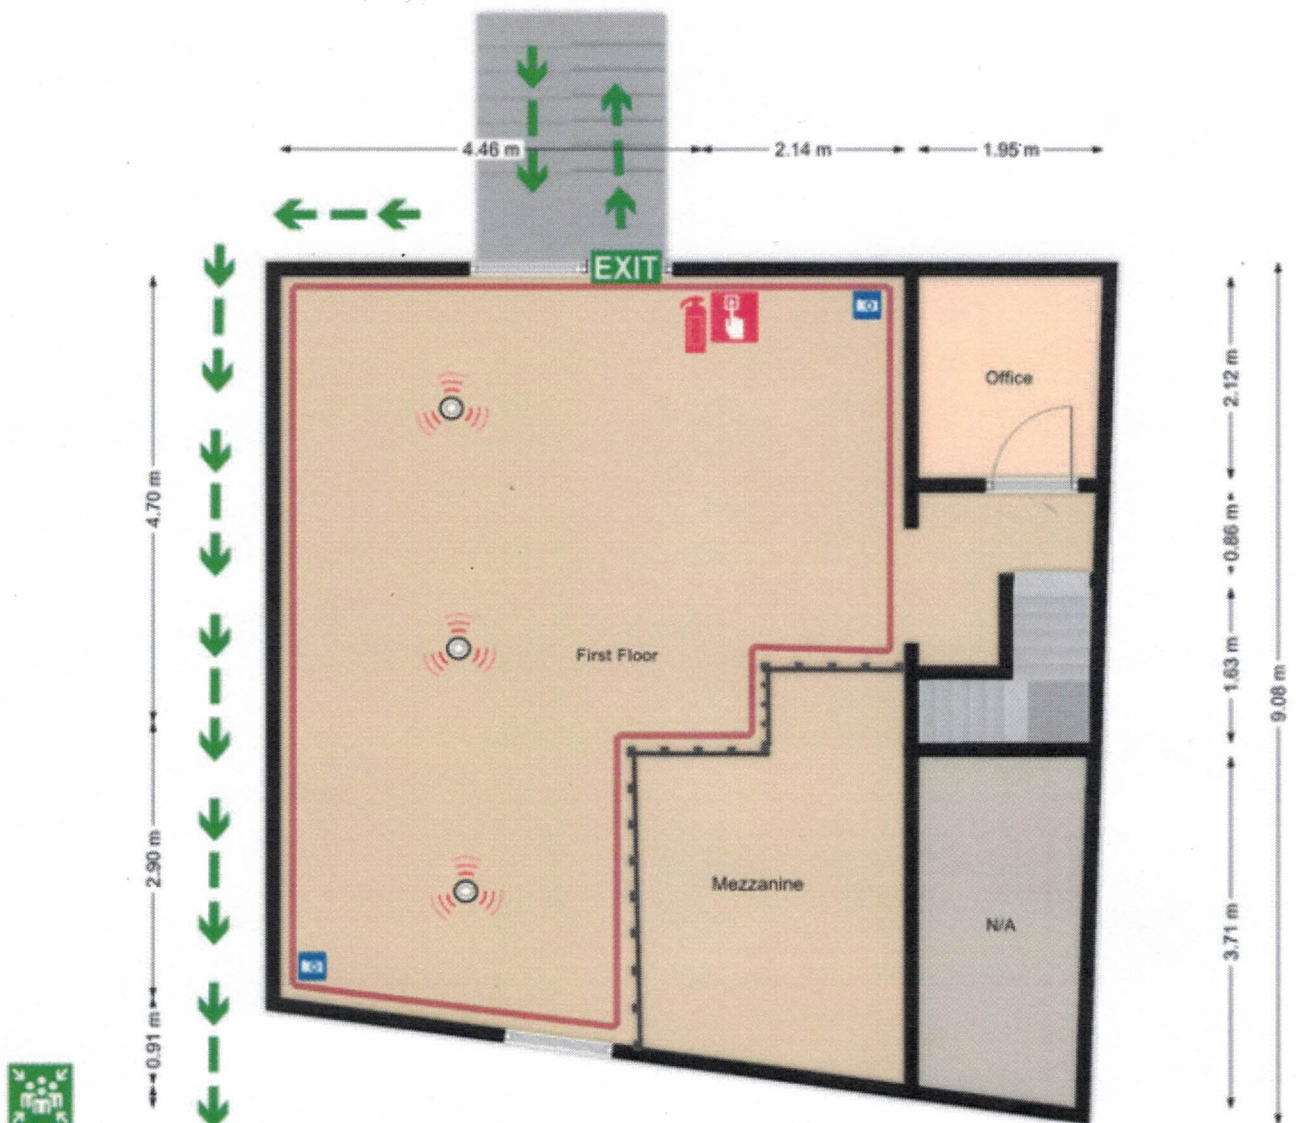 4.46 m
2.14 m
1.95 m
EXIT
Office
2.12 m
4.70 m
0.86 m
First Floor
1.63 m
9.08 m
2.90 m
Mezzanine
N/A
3.71 m
0.91 m